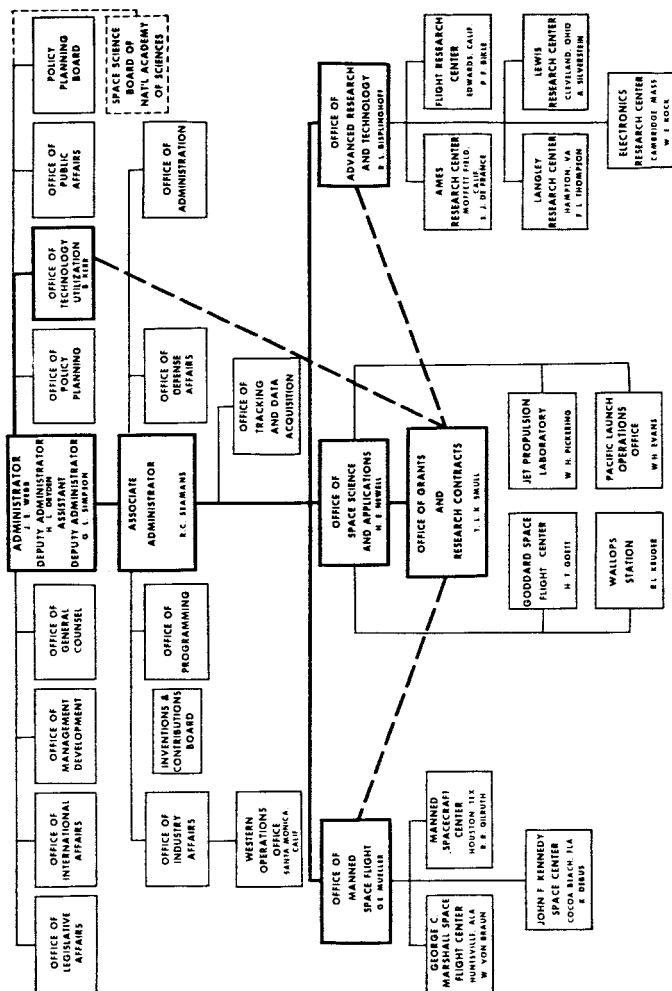 OFFICE OF
LEGISLATIVE
AFFAIRS
OFFICE OF
INTERNATIONAL
AFFAIRS
OFFICE OF
MANAGEMENT
DEVELOPMENT
OFFICE OF
GENERAL
COUNSEL
ADMINISTRATOR
J. E. WEBB
DEPUTY ADMINISTRATOR
H. L. DRYDEN
ASSISTANT
DEPUTY ADMINISTRATOR
G. L. SIMPSON
OFFICE OF
POLICY
PLANNING
OFFICE OF
TECHNOLOGY
UTILIZATION
B KERR
OFFICE OF
PUBLIC
AFFAIRS
POLICY
PLANNING
BOARD
SPACE SCIENCE
BOARD OF
NAT'L ACADEMY
OF SCIENCES
OFFICE OF
INDUSTRY
AFFAIRS
INVENTIONS &
CONTRIBUTIONS
BOARD
OFFICE OF
PROGRAMMING
ASSOCIATE
ADMINISTRATOR
R. C. SEAMANS
OFFICE OF
DEFENSE
AFFAIRS
OFFICE OF
ADMINISTRATION
WESTERN
OPERATIONS
OFFICE
SANTA MONICA
CALIF
OFFICE OF
TRACKING
AND DATA
ACQUISITION
OFFICE OF
MANNED
SPACE FLIGHT
G E MUELLER
OFFICE OF
SPACE SCIENCE
AND APPLICATIONS
H E NEWELL
OFFICE OF
ADVANCED RESEARCH
AND TECHNOLOGY
R L BISPLINGHOFF
OFFICE OF GRANTS
AND
RESEARCH CONTRACTS
T. L. K. SMULL
GEORGE C.
MARSHALL SPACE
FLIGHT CENTER
HUNTSVILLE, ALA
W. VON BRAUN
MANNED
SPACECRAFT
CENTER
HOUSTON TEX
R. R. GILRUTH
JOHN F KENNEDY
SPACE CENTER
COCOA BEACH, FLA
K DEBUS
GODDARD SPACE
FLIGHT CENTER
H T GOETT
JET PROPULSION
LABORATORY
W. H. PICKERING
WALLOPS
STATION
R L KRIEGER
PACIFIC LAUNCH
OPERATIONS
OFFICE
W H EVANS
AMES
RESEARCH CENTER
MOFFETT FIELD,
CALIF
S. J. DE FRANCE
FLIGHT RESEARCH
CENTER
EDWARDS, CALIF.
P. F. BIKLE
LANGLEY
RESEARCH CENTER
HAMPTON, VA
F. L. THOMPSON
LEWIS
RESEARCH CENTER
CLEVELAND, OHIO
A. SILVERSTEIN
ELECTRONICS
RESEARCH CENTER
CAMBRIDGE MASS
W E KOCK